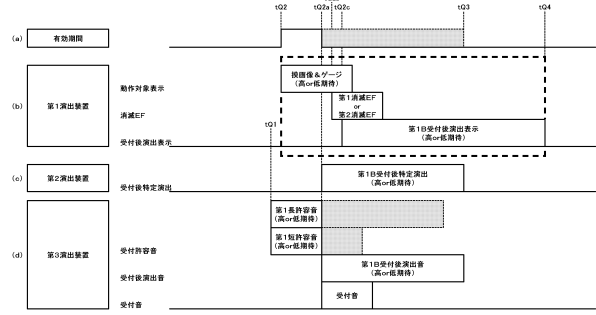 tQ2
tQ2a
tQ2c
tQ3
tQ4
(a)
有効期間
(b)
第1演出装置
動作対象表示
操画像&ゲージ
(高or低期待)
消滅EF
第1消滅EF
or
第2消滅EF
受付後演出表示
第1B受付後演出表示
(高or低期待)
tQ1
(c)
第2演出装置
受付後特定演出
第1B受付後特定演出
(高or低期待)
(d)
第3演出装置
第1長許容音
(高or低期待)
受付許容音
第1短許容音
(高or低期待)
受付後演出音
第1B受付後演出音
(高or低期待)
受付音
受付音